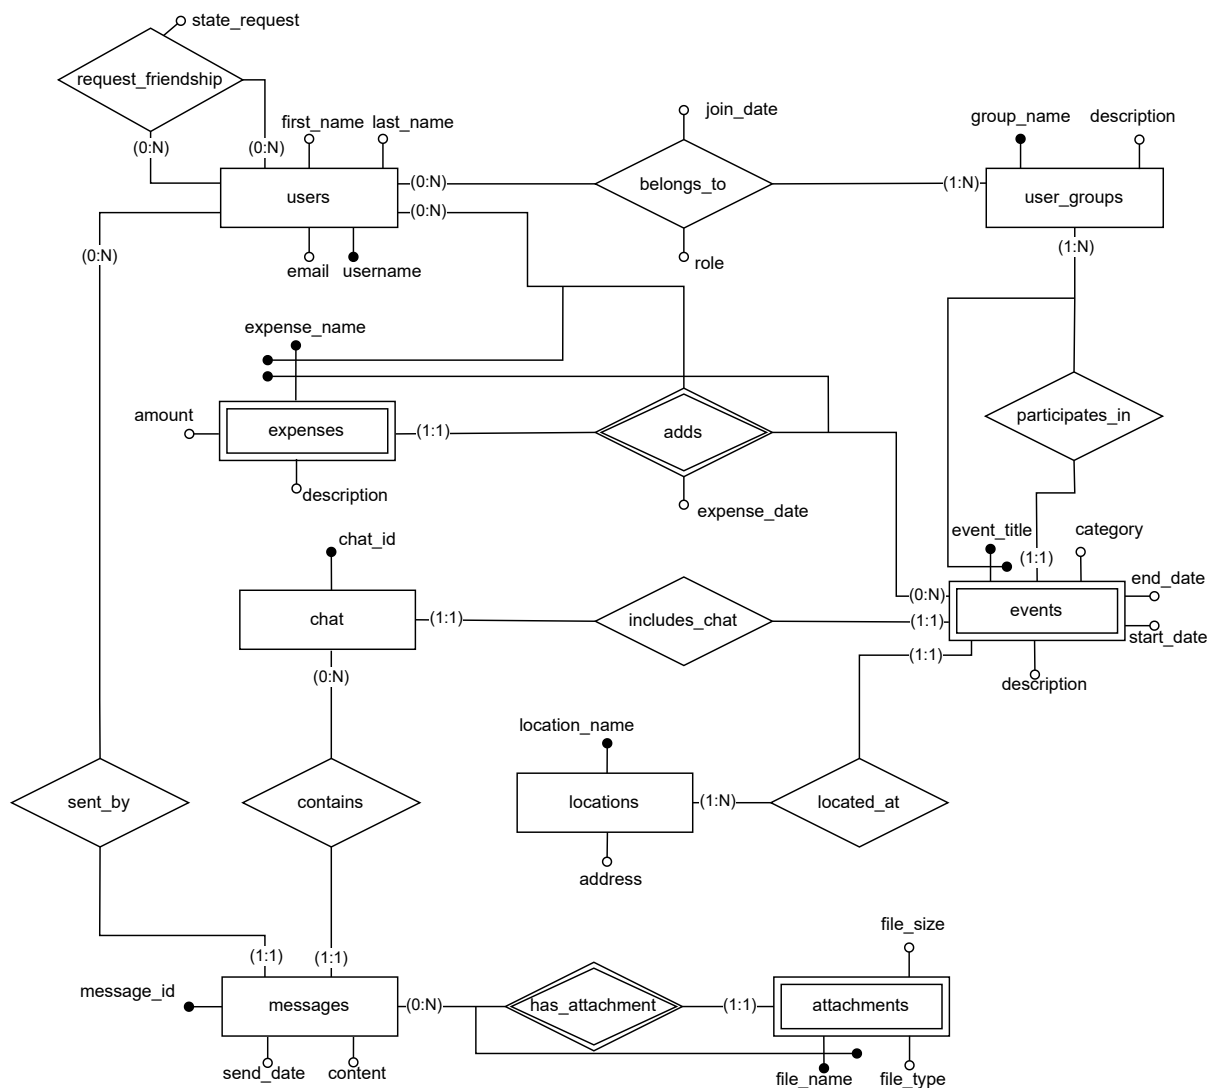 state_request
request_friendship
(0:N)
(0:N)
first_name
last_name
join_date
group_name
description
users
(0:N)
(0:N)
belongs_to
(1:N)
user_groups
(0:N)
email
username
role
(1:N)
expense_name
amount
expenses
(1:1)
adds
participates_in
description
expense_date
chat_id
event_title
category
(1:1)
end_date
(0:N)
chat
(1:1)
includes_chat
(1:1)
events
start_date
(0:N)
(1:1)
description
location_name
sent_by
contains
locations
(1:N)
located_at
address
file_size
(1:1)
(1:1)
message_id
messages
(0:N)
has_attachment
(1:1)
attachments
send_date
content
file_name
file_type